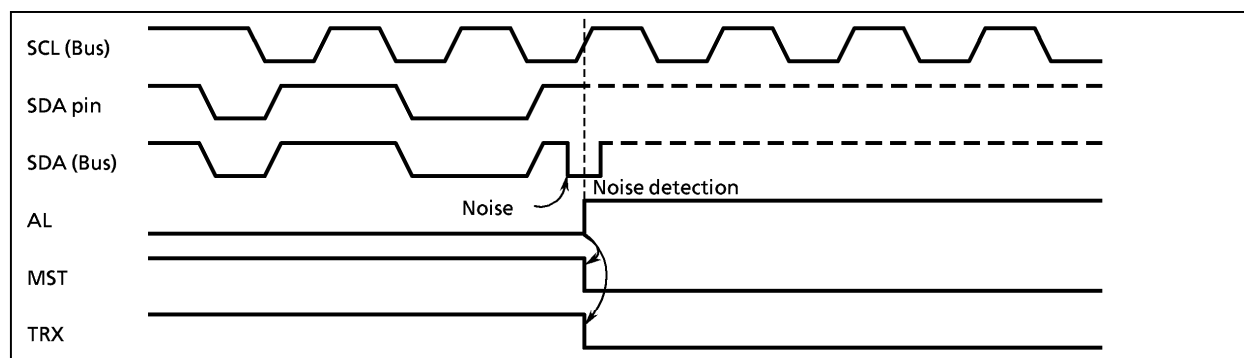 SCL (Bus)
SDA pin
SDA (Bus)
Noise detection
Noise
AL
MST
TRX